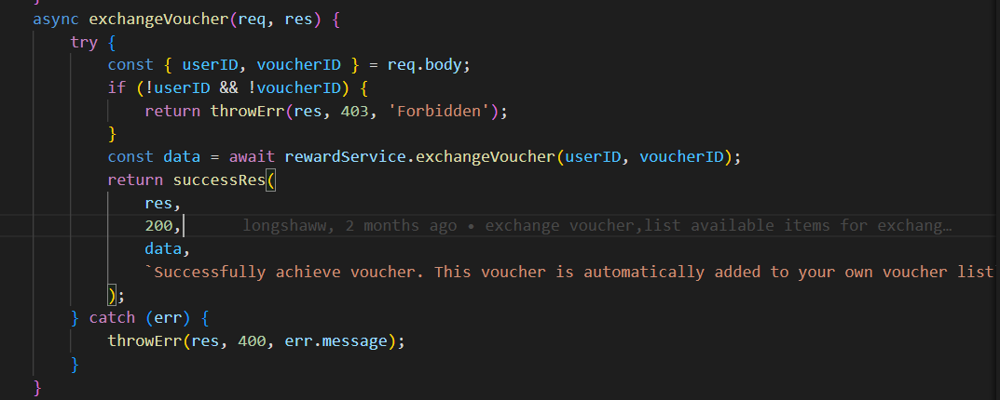 }
async exchangeVoucher(req, res) {
try {
const { userID, voucherID } = req.body;
if (!userID && !voucherID) {
return throwErr(res, 403, 'Forbidden');
}
const data = await rewardService.exchangeVoucher(userID, voucherID);
return successRes(
res,
200, longshaww, 2 months ago • exchange voucher,list available items for exchang…
data,
`Successfully achieve voucher. This voucher is automatically added to your own voucher list
);
} catch (err) {
throwErr(res, 400, err.message);
}
}